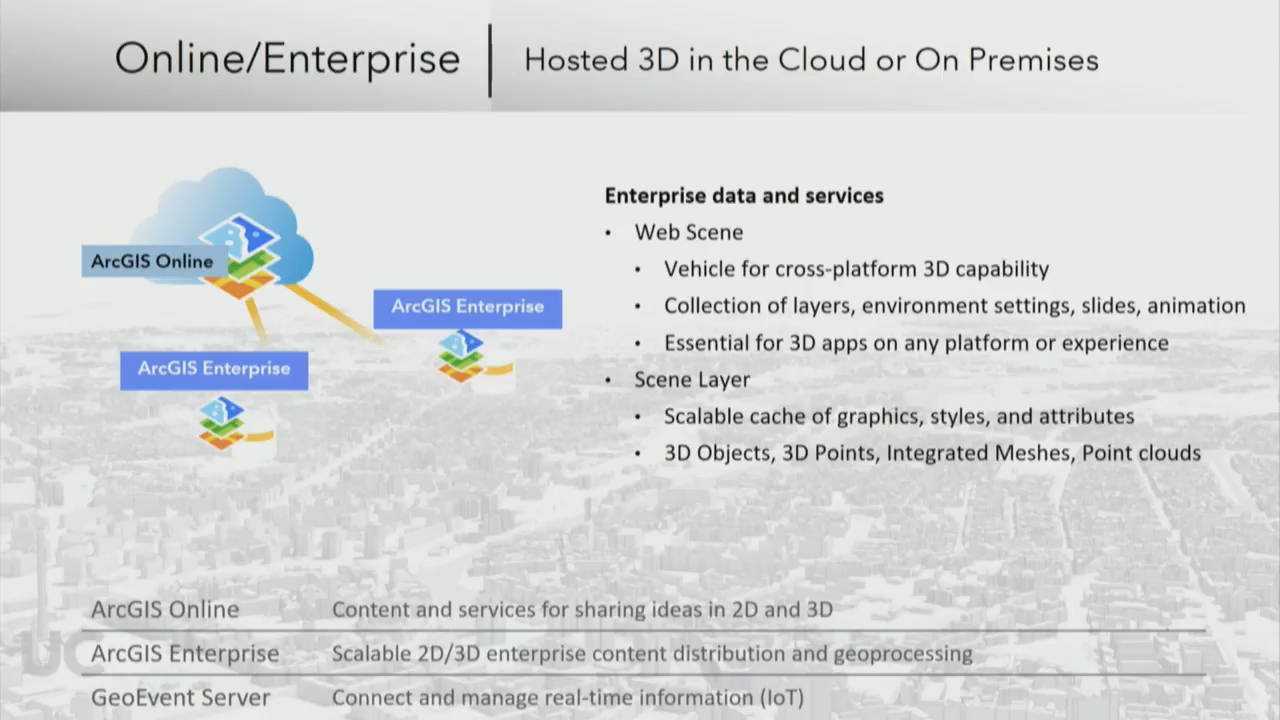 Online/Enterprise
Hosted 3D in the Cloud or On Premises
ArcGIS Online
ArcGIS Enterprise
ArcGIS Enterprise
Enterprise data and services
• Web Scene
• Vehicle for cross-platform 3D capability
• Collection of layers, environment settings, slides, animation
• Essential for 3D apps on any platform or experience
• Scene Layer
• Scalable cache of graphics, styles, and attributes
• 3D Objects, 3D Points, Integrated Meshes, Point clouds
ArcGIS Online Content and services for sharing ideas in 2D and 3D
ArcGIS Enterprise Scalable 2D/3D enterprise content distribution and geoprocessing
GeoEvent Server Connect and manage real-time information (IoT)